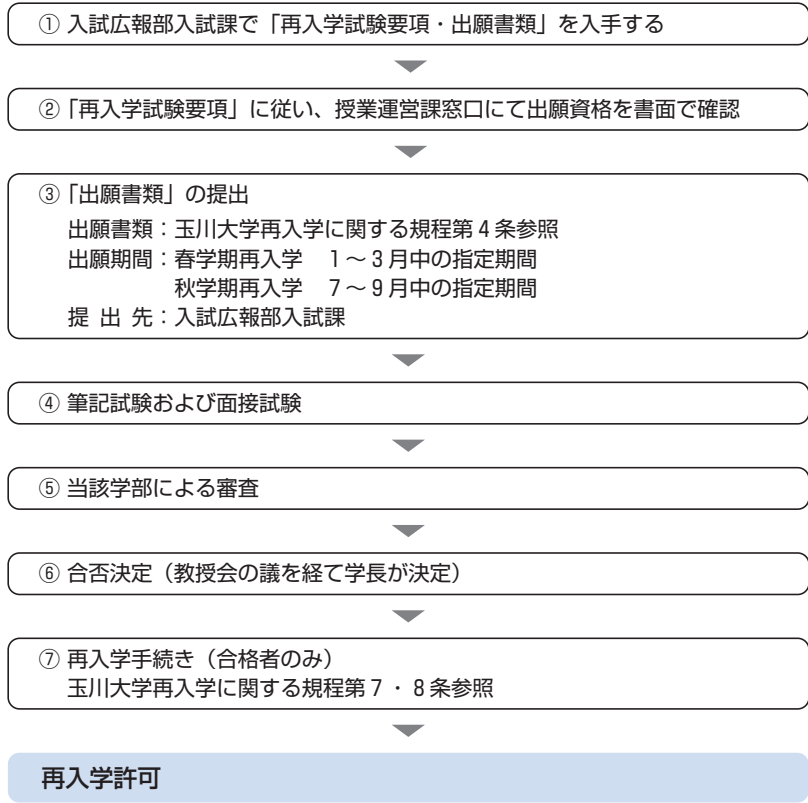 ① 入試広報部入試課で「再入学試験要項・出願書類」を入手する
②「再入学試験要項」に従い、授業運営課窓口にて出願資格を書面で確認
③「出願書類」の提出
出願書類：玉川大学再入学に関する規程第4条参照
出願期間：春学期再入学　1～3月中の指定期間
秋学期再入学　7～9月中の指定期間
提 出 先：入試広報部入試課
④ 筆記試験および面接試験
⑤ 当該学部による審査
⑥ 合否決定（教授会の議を経て学長が決定）
⑦ 再入学手続き（合格者のみ）
玉川大学再入学に関する規程第7・8条参照
再入学許可